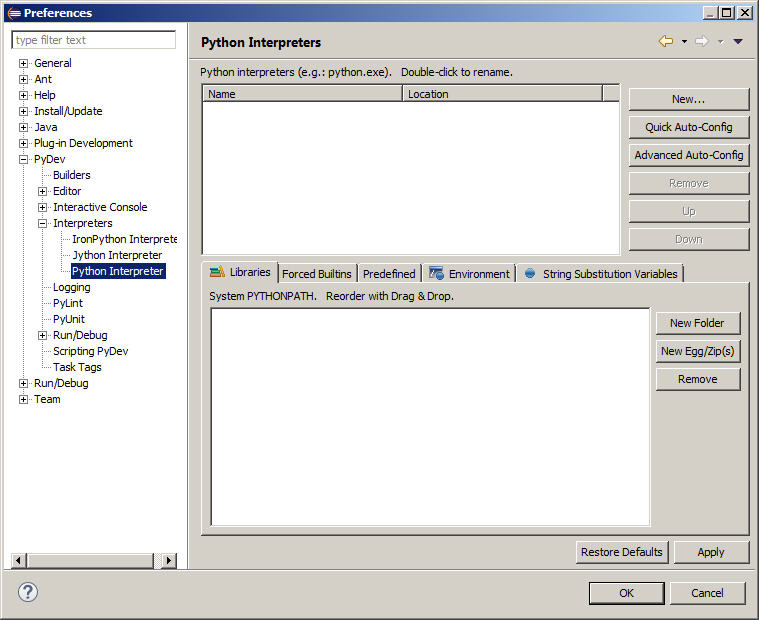 Preferences
type filter text
General
Ant
Help
Install/Update
Java
Plug-in Development
PyDev
Builders
Editor
Interactive Console
Interpreters
IronPython Interprete
Jython Interpreter
Python Interpreter
Logging
PyLint
PyUnit
Run/Debug
Scripting PyDev
Task Tags
Run/Debug
Team
Python Interpreters
Python interpreters (e.g.: python.exe). Double-click to rename.
Name Location
New...
Quick Auto-Config
Advanced Auto-Config
Remove
Up
Down
Libraries Forced Builtins Predefined Environment String Substitution Variables
System PYTHONPATH. Reorder with Drag & Drop.
New Folder
New Egg/Zip(s)
Remove
Restore Defaults Apply
? OK Cancel